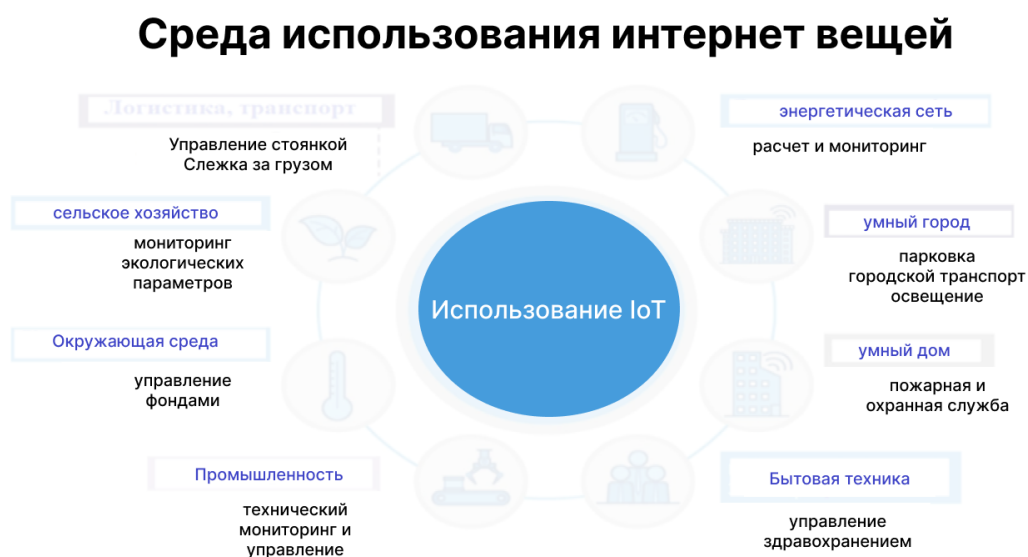 Среда использования интернет вещей
Логистика, транспорт
Управление стоянкой
Слежка за грузом
сельское хозяйство
мониторинг
экологических
параметров
Окружающая среда
управление
фондами
Промышленность
технический
мониторинг и
управление
Использование IoT
энергетическая сеть
расчет и мониторинг
умный город
парковка
городской транспорт
освещение
умный дом
пожарная и
охранная служба
Бытовая техника
управление
здравохранением